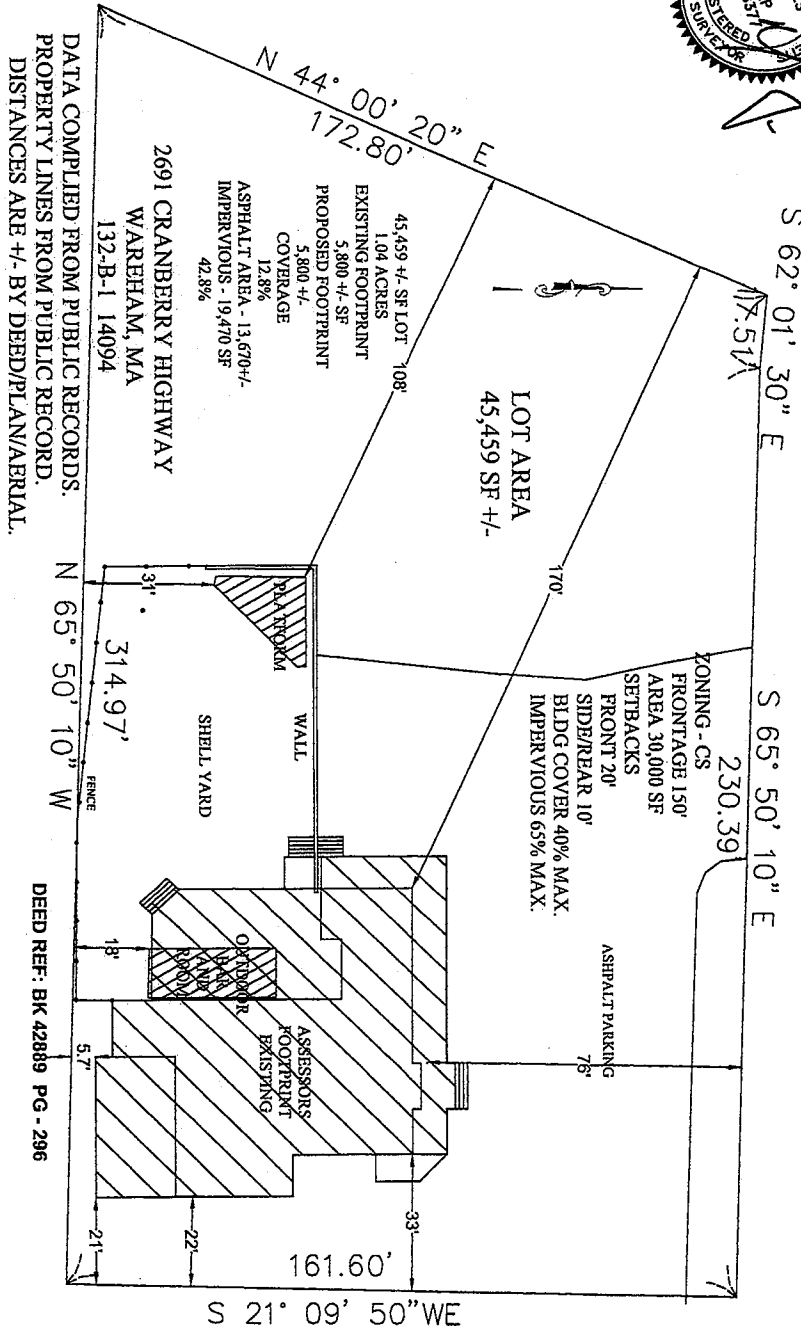 STERED
SURVEYOR
S 62° 01' 30" E
17.51'
S 65° 50' 10" E
230.39
N 44° 00' 20" E
172.80'
45,459 +/- SF LOT
1.04 ACRES
EXISTING FOOTPRINT
5,800 +/- SF
PROPOSED FOOTPRINT
5,800 +/-
COVERAGE
12.8%
ASPHALT AREA - 13,670+/-
IMPERVIOUS - 19,470 SF
42.8%
108'
LOT AREA
45,459 SF +/-
170'
ZONING - CS
FRONTAGE 150'
AREA 30,000 SF
SETBACKS
FRONT 20'
SIDE/REAR 10'
BLDG COVER 40% MAX.
IMPERVIOUS 65% MAX.
ASHPALT PARKING
76'
2691 CRANBERRY HIGHWAY
WAREHAM, MA
132-B-1 14094
PLATFORM
31'
WALL
SHELL YARD
FENCE
OUTDOOR
BAR
AND
ROOF
18'
ASSESSORS
FOOTPRINT
EXISTING
5.7'
33'
22'
21'
161.60'
S 21° 09' 50"WE
314.97'
N 65° 50' 10" W
DATA COMPLIED FROM PUBLIC RECORDS.
PROPERTY LINES FROM PUBLIC RECORD.
DISTANCES ARE +/- BY DEED/PLAN/AERIAL.
DEED REF: BK 42889 PG - 296